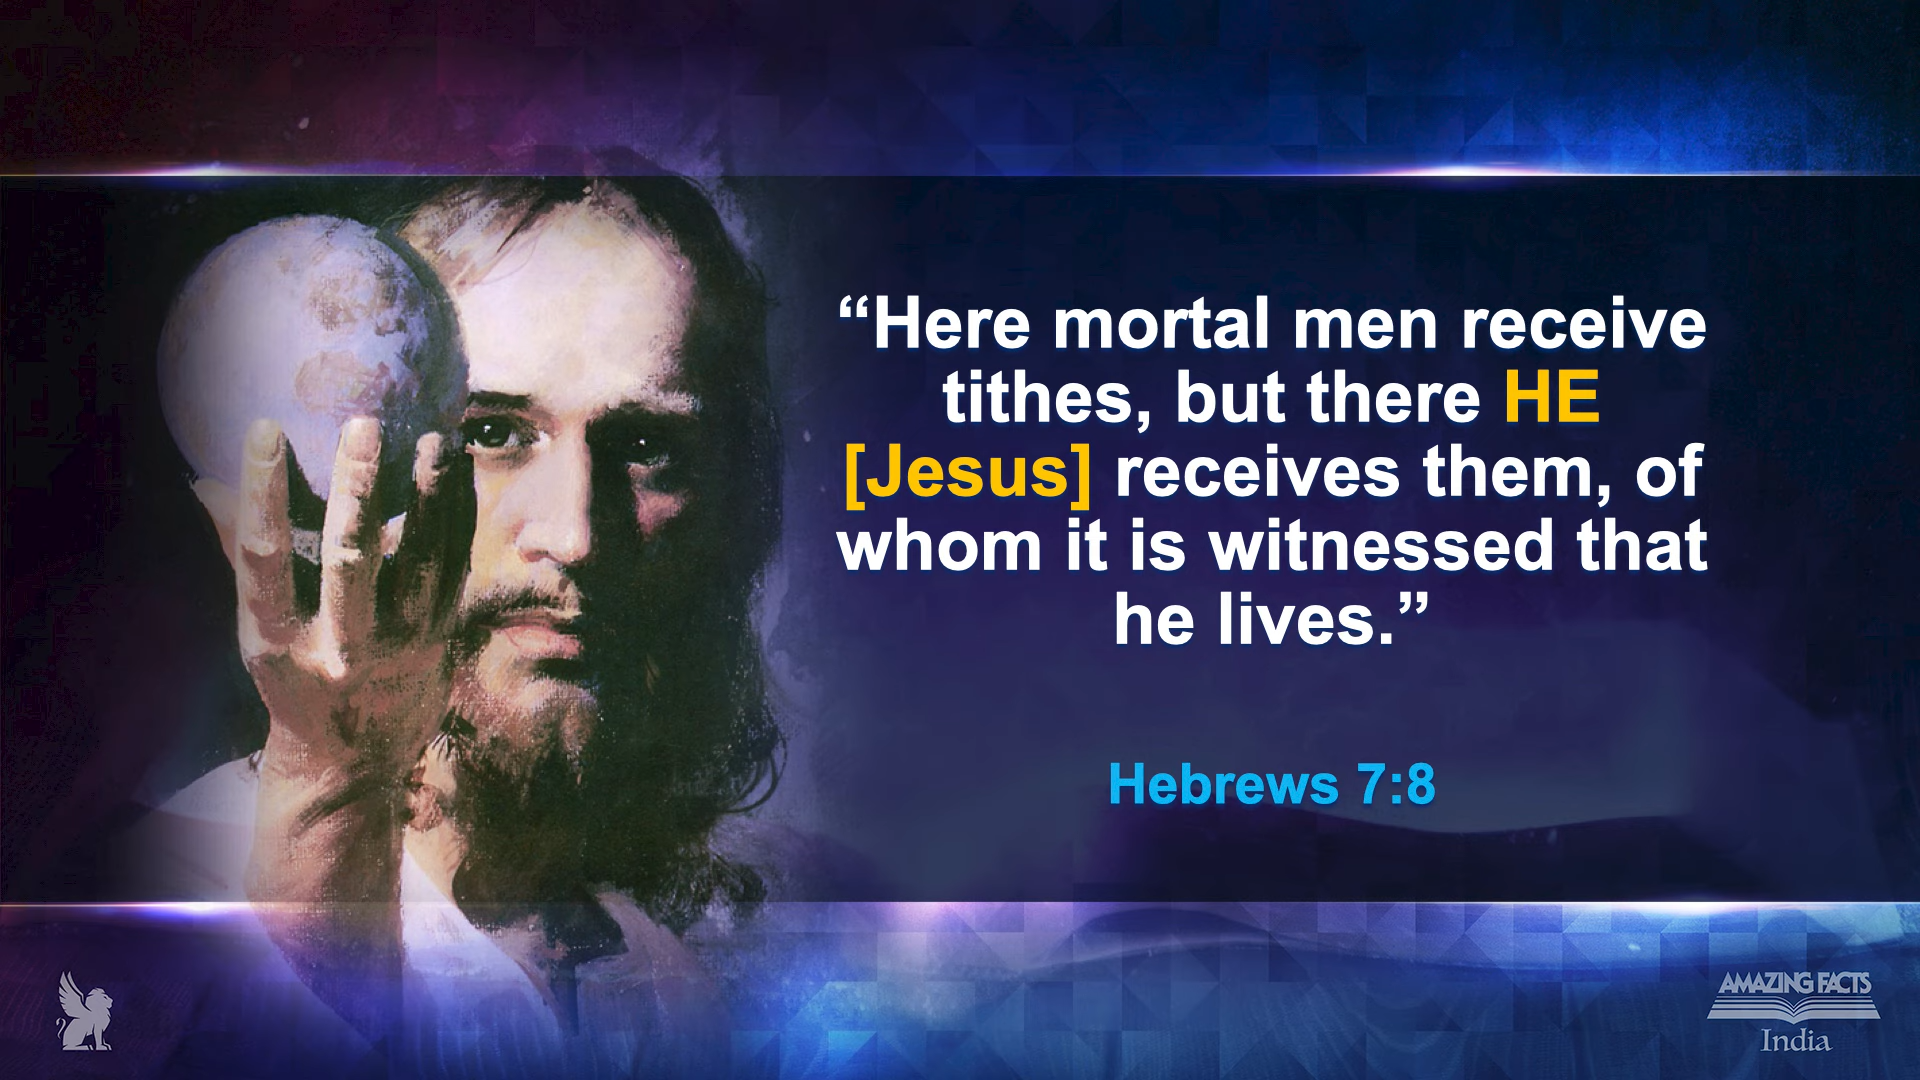 “Here mortal men receive
tithes, but there HE
[Jesus] receives them, of
whom it is witnessed that
he lives.”
Hebrews 7:8
AMAZING FACTS
India